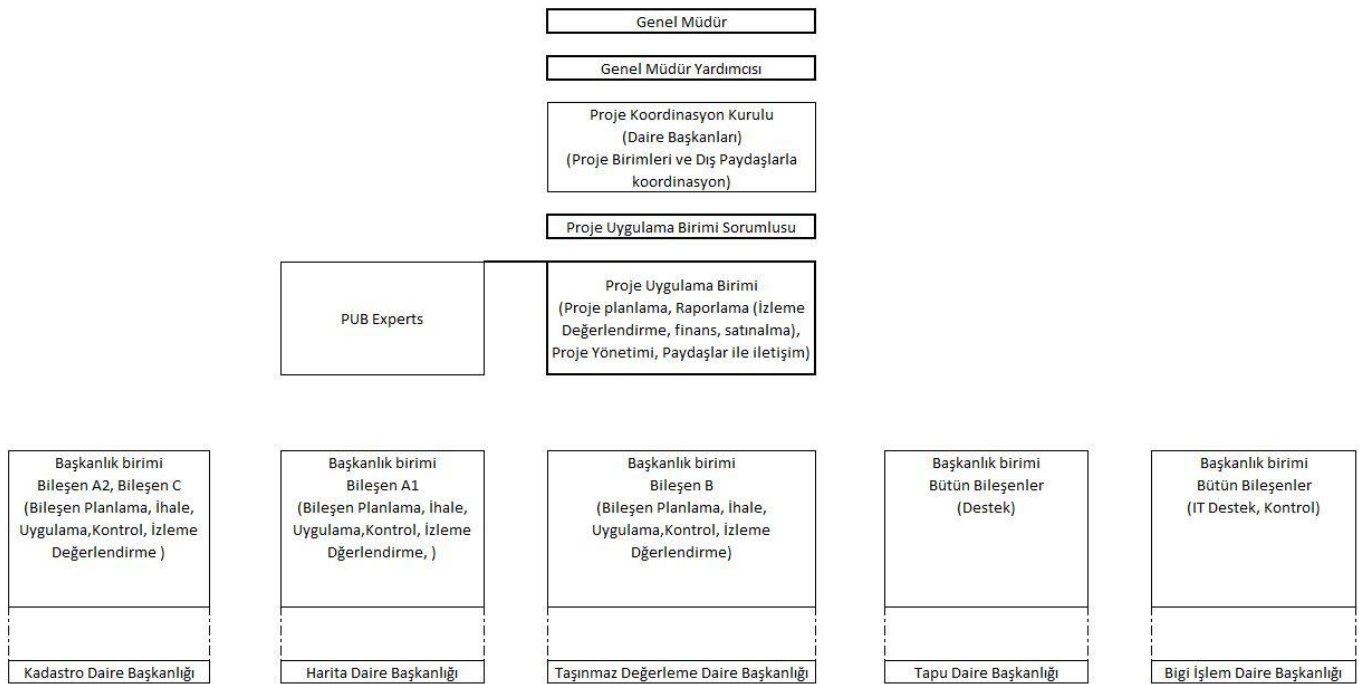 Genel Müdür
Genel Müdür Yardımcısı
Proje Koordinasyon Kurulu
(Daire Başkanları)
(Proje Birimleri ve Dış Paydaşlarla
koordinasyon)
Proje Uygulama Birimi Sorumlusu
PUB Experts
Proje Uygulama Birimi
(Proje planlama, Raporlama (İzleme
Değerlendirme, finans, satınalma),
Proje Yönetimi, Paydaşlar ile iletişim)
Başkanlık birimi
Bileşen A2, Bileşen C
(Bileşen Planlama, İhale,
Uygulama,Kontrol, İzleme
Değerlendirme )
Kadastro Daire Başkanlığı
Başkanlık birimi
Bileşen A1
(Bileşen Planlama, İhale,
Uygulama,Kontrol, İzleme
Dğerlendirme, )
Harita Daire Başkanlığı
Başkanlık birimi
Bileşen B
(Bileşen Planlama, İhale,
Uygulama,Kontrol, İzleme
Dğerlendirme)
Taşınmaz Değerleme Daire Başkanlığı
Başkanlık birimi
Bütün Bileşenler
(Destek)
Tapu Daire Başkanlığı
Başkanlık birimi
Bütün Bileşenler
(IT Destek, Kontrol)
Bigi İşlem Daire Başkanlığı